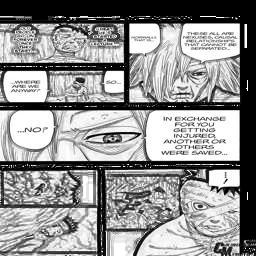 THESE ALL ARE
NEXUSES, CAUSAL
RELATIONSHIPS
THAT CANNOT BE
SEPARATED...
NORMALLY,
THAT IS...
SO...
...WHERE
ARE WE
ANYWAY?
IN EXCHANGE
FOR YOU
GETTING
INJURED,
ANOTHER OR
OTHERS
WERE SAVED...
...NO?
!